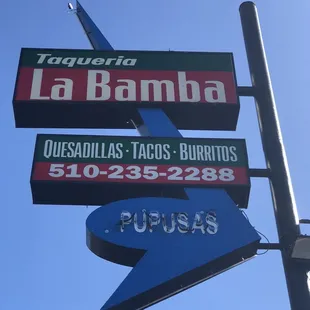 Taqueria
La Bamba
QUESADILLAS · TACOS · BURRITOS
510-235-2288
PUPUSAS